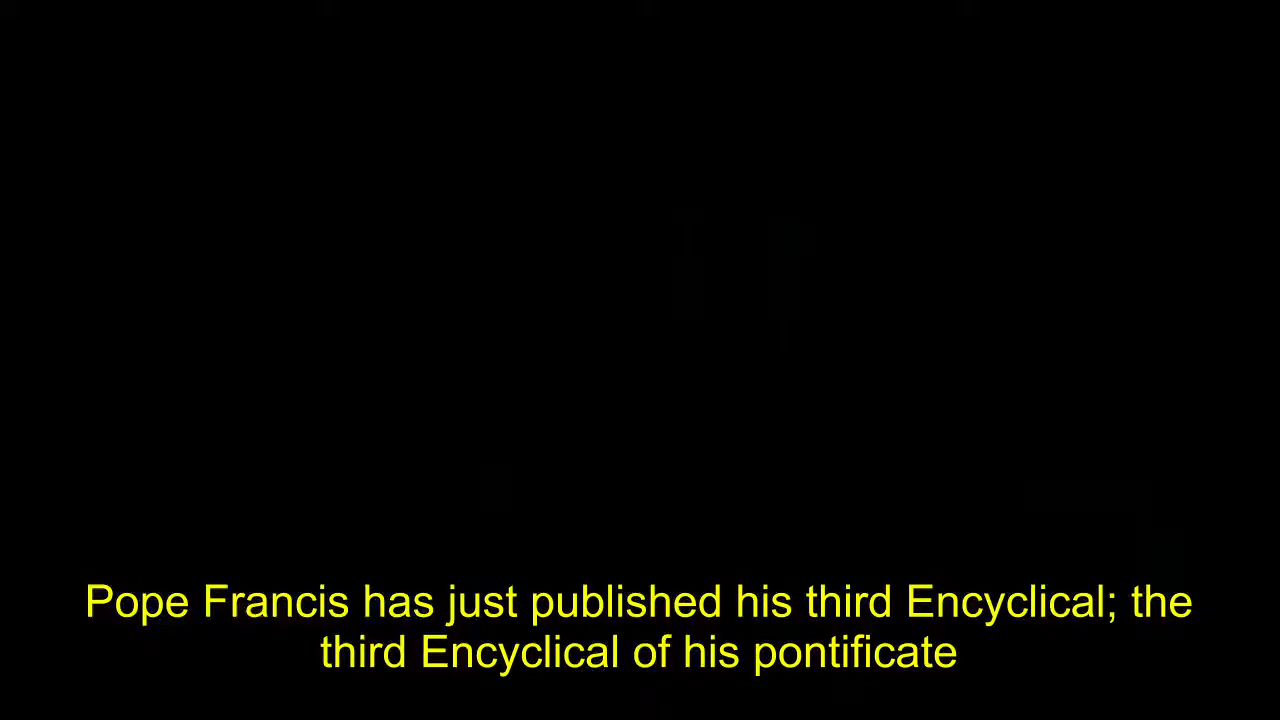 Pope Francis has just published his third Encyclical; the
third Encyclical of his pontificate